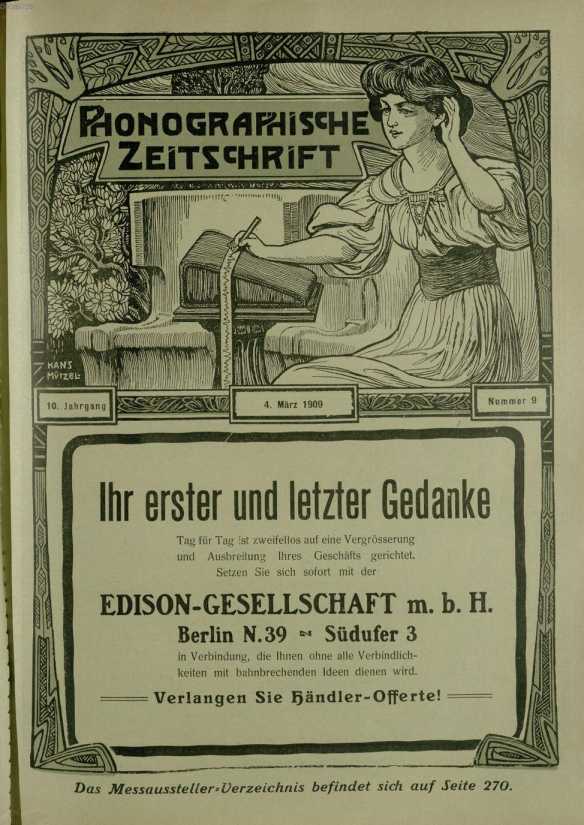 PHONOGRAPHISCHE
ZEITSCHRIFT
HANS
MÜTZEL
10. Jahrgang
4. März 1909
Nummer 9
Ihr erster und letzter Gedanke
Tag für Tag ist zweifellos auf eine Vergrösserung
und Ausbreitung Ihres Geschäfts gerichtet.
Setzen Sie sich sofort mit der
EDISON-GESELLSCHAFT m. b. H.
Berlin N.39 Südufer 3
in Verbindung, die Ihnen ohne alle Verbindlich-
keiten mit bahnbrechenden Ideen dienen wird.
Verlangen Sie Händler-Offerte!
Das Messaussteller-Verzeichnis befindet sich auf Seite 270.